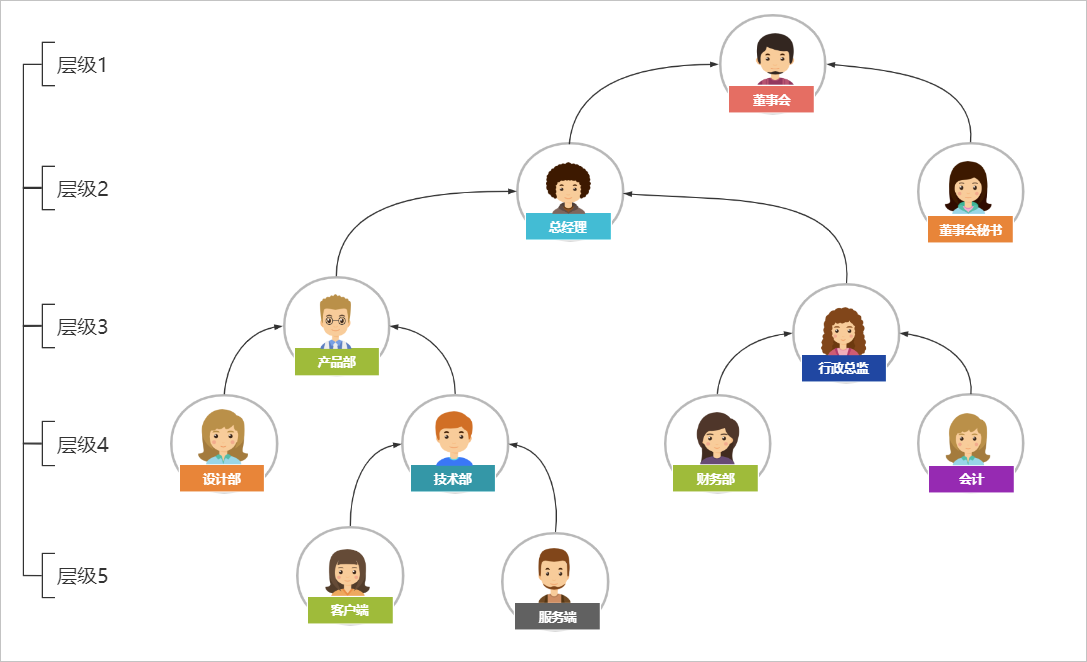 层级1
董事会
层级2
总经理
董事会秘书
层级3
产品部
行政总监
层级4
设计部
技术部
财务部
会计
层级5
客户端
服务端